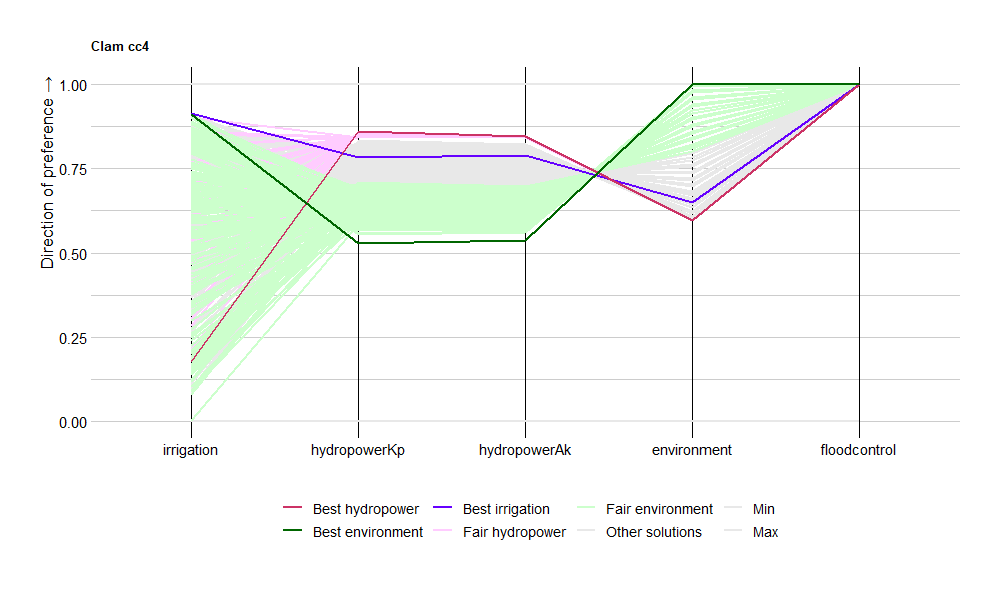 Clam cc4
Direction of preference →
1.00
0.75
0.50
0.25
0.00
irrigation hydropowerKp hydropowerAk environment floodcontrol
Best hydropower Best irrigation Fair environment Min
Best environment Fair hydropower Other solutions Max